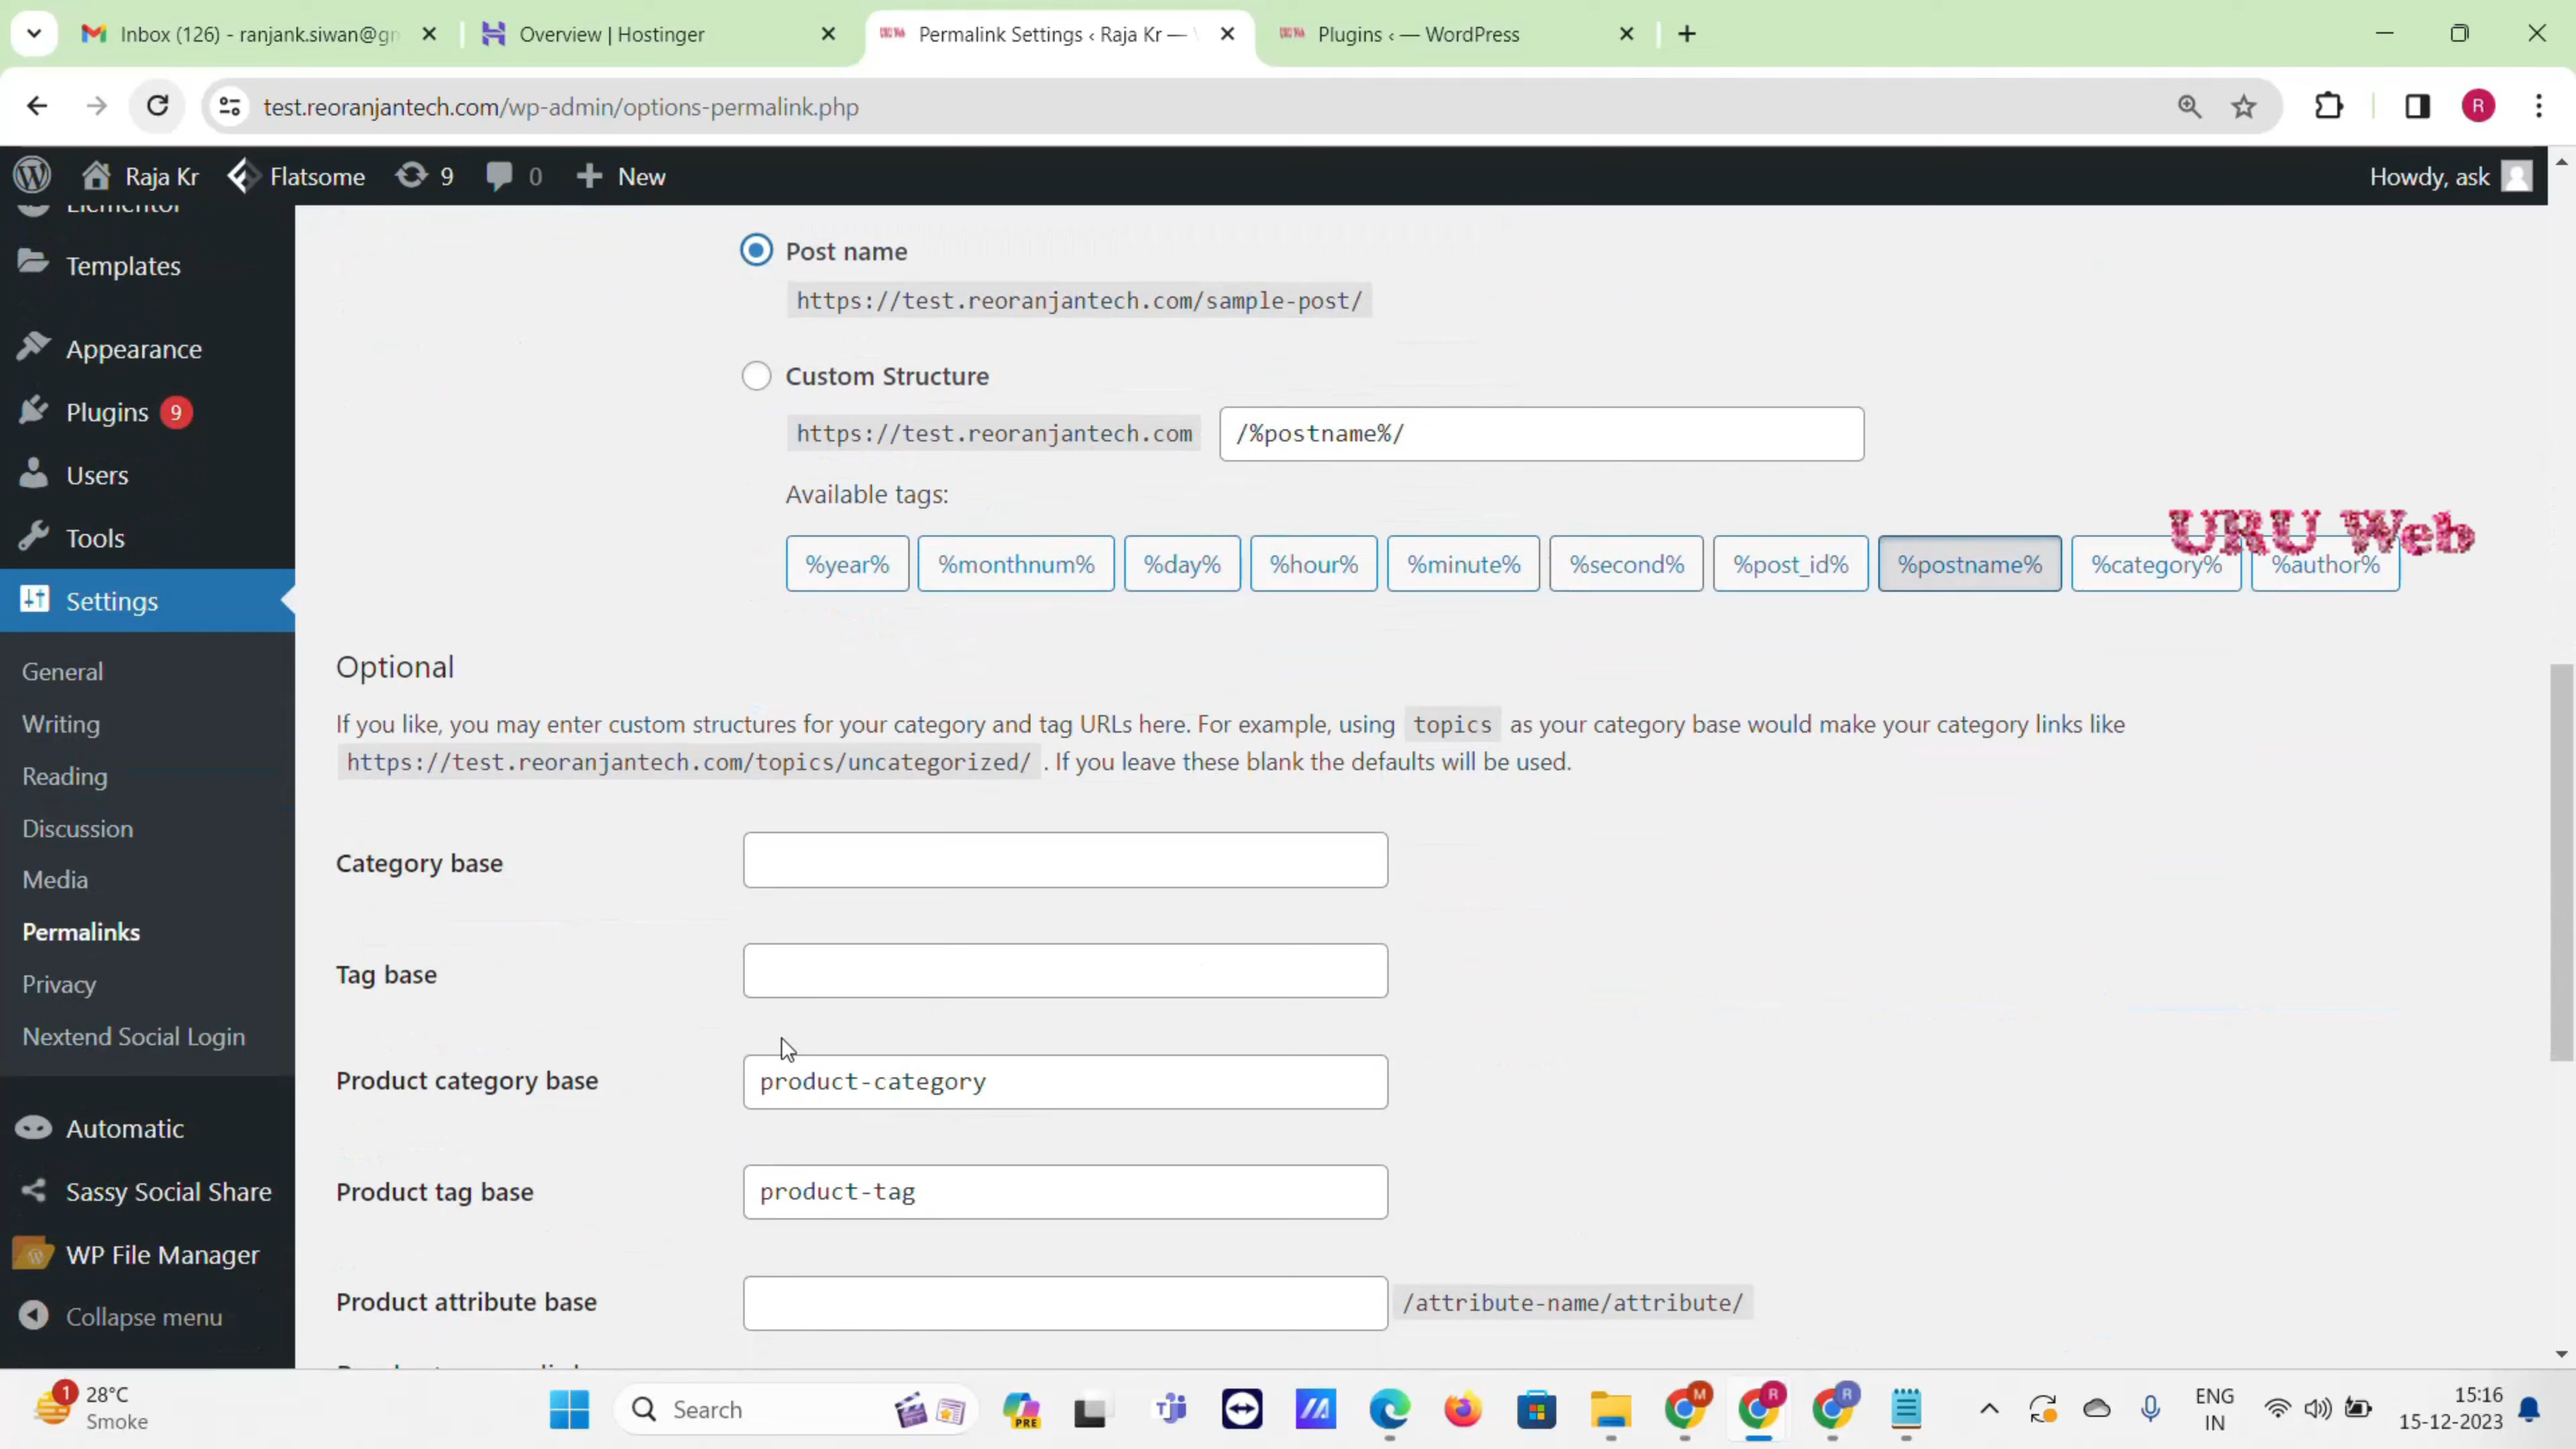 Inbox (126) - ranjank.siwan@gm
Overview | Hostinger
Permalink Settings ‹ Raja Kr —
Plugins ‹ — WordPress
test.reoranjantech.com/wp-admin/options-permalink.php
R
Raja Kr
Flatsome
9
0
New
Howdy, ask
Elementor
Templates
Appearance
Plugins 9
Users
Tools
Settings
General
Writing
Reading
Discussion
Media
Permalinks
Privacy
Nextend Social Login
Automatic
Sassy Social Share
WP File Manager
Collapse menu
Post name
https://test.reoranjantech.com/sample-post/
Custom Structure
https://test.reoranjantech.com /%postname%/
Available tags:
URU Web
%year% %monthnum% %day% %hour% %minute% %second% %post_id% %postname% %category% %author%
Optional
If you like, you may enter custom structures for your category and tag URLs here. For example, using topics as your category base would make your category links like
https://test.reoranjantech.com/topics/uncategorized/ . If you leave these blank the defaults will be used.
Category base
Tag base
Product category base product-category
Product tag base product-tag
Product attribute base /attribute-name/attribute/
1 28°C
Smoke
Search
PRE
M
R
R
ENG
IN
15:16
15-12-2023